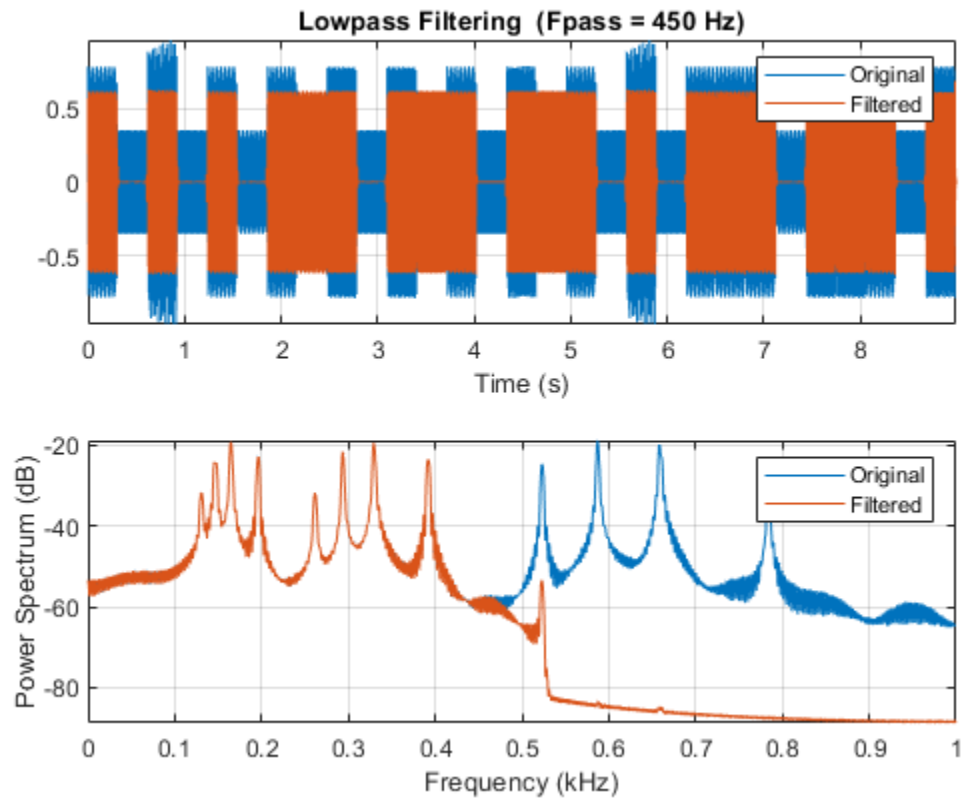 Lowpass Filtering (Fpass = 450 Hz)
Original
Filtered
0.5
0
-0.5
0 1 2 3 4 5 6 7 8
Time (s)
Power Spectrum (dB)
-20
Original
Filtered
-40
-60
-80
0 0.1 0.2 0.3 0.4 0.5 0.6 0.7 0.8 0.9 1
Frequency (kHz)